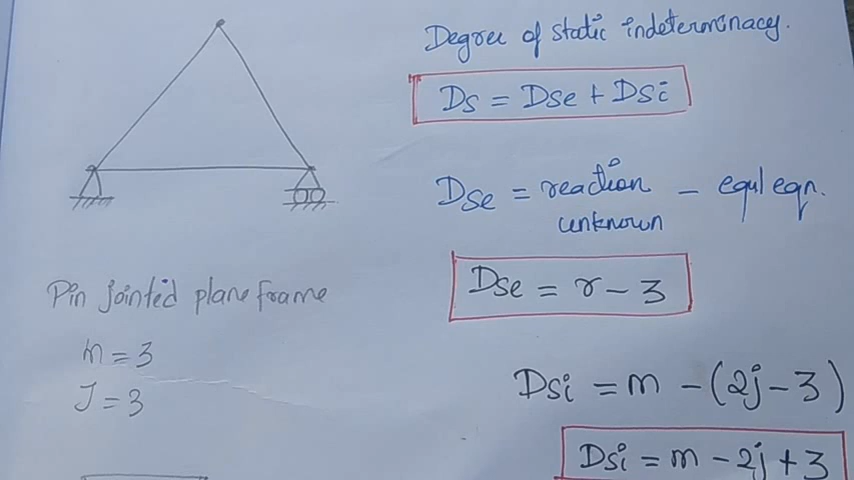 Degree of static indeterminacy.
Ds = Dse + Dsi
Dse = reaction unknown - equl eqn.
Dse = r - 3
Pin jointed plane frame
m = 3
J = 3
Dsi = m - (2j - 3)
Dsi = m - 2j + 3